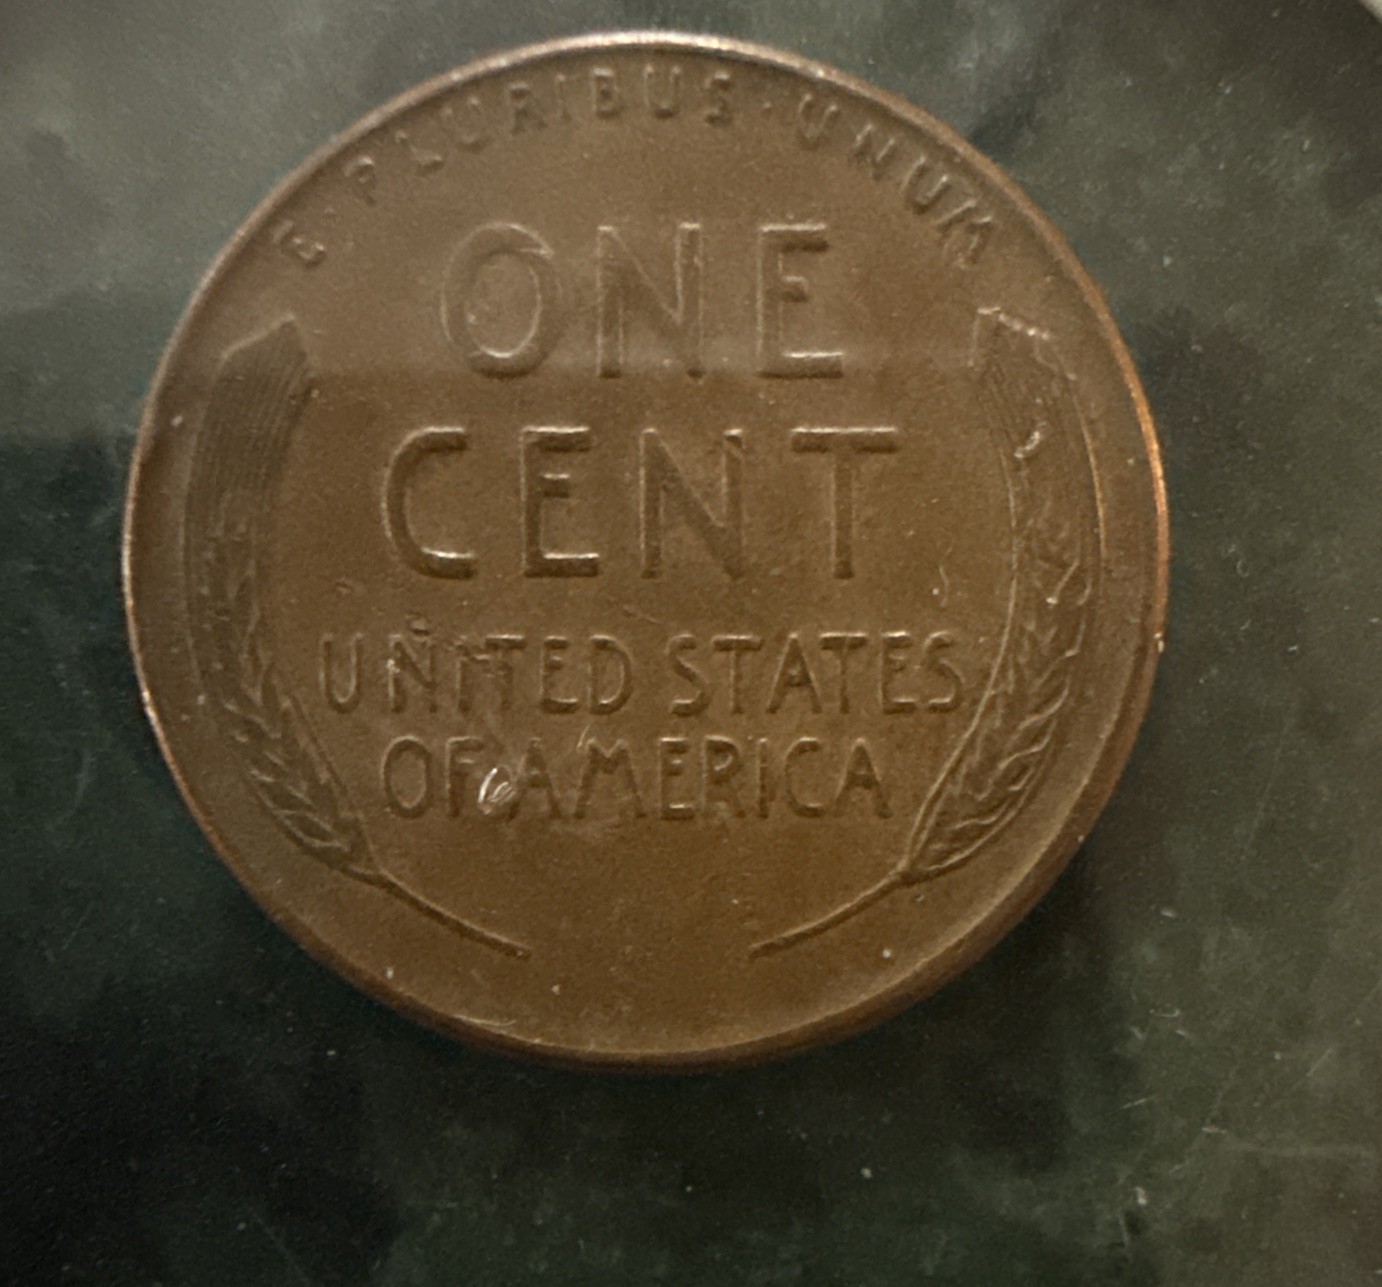 E · PLURIBUS · UNUM
ONE
CENT
UNITED STATES
OF AMERICA